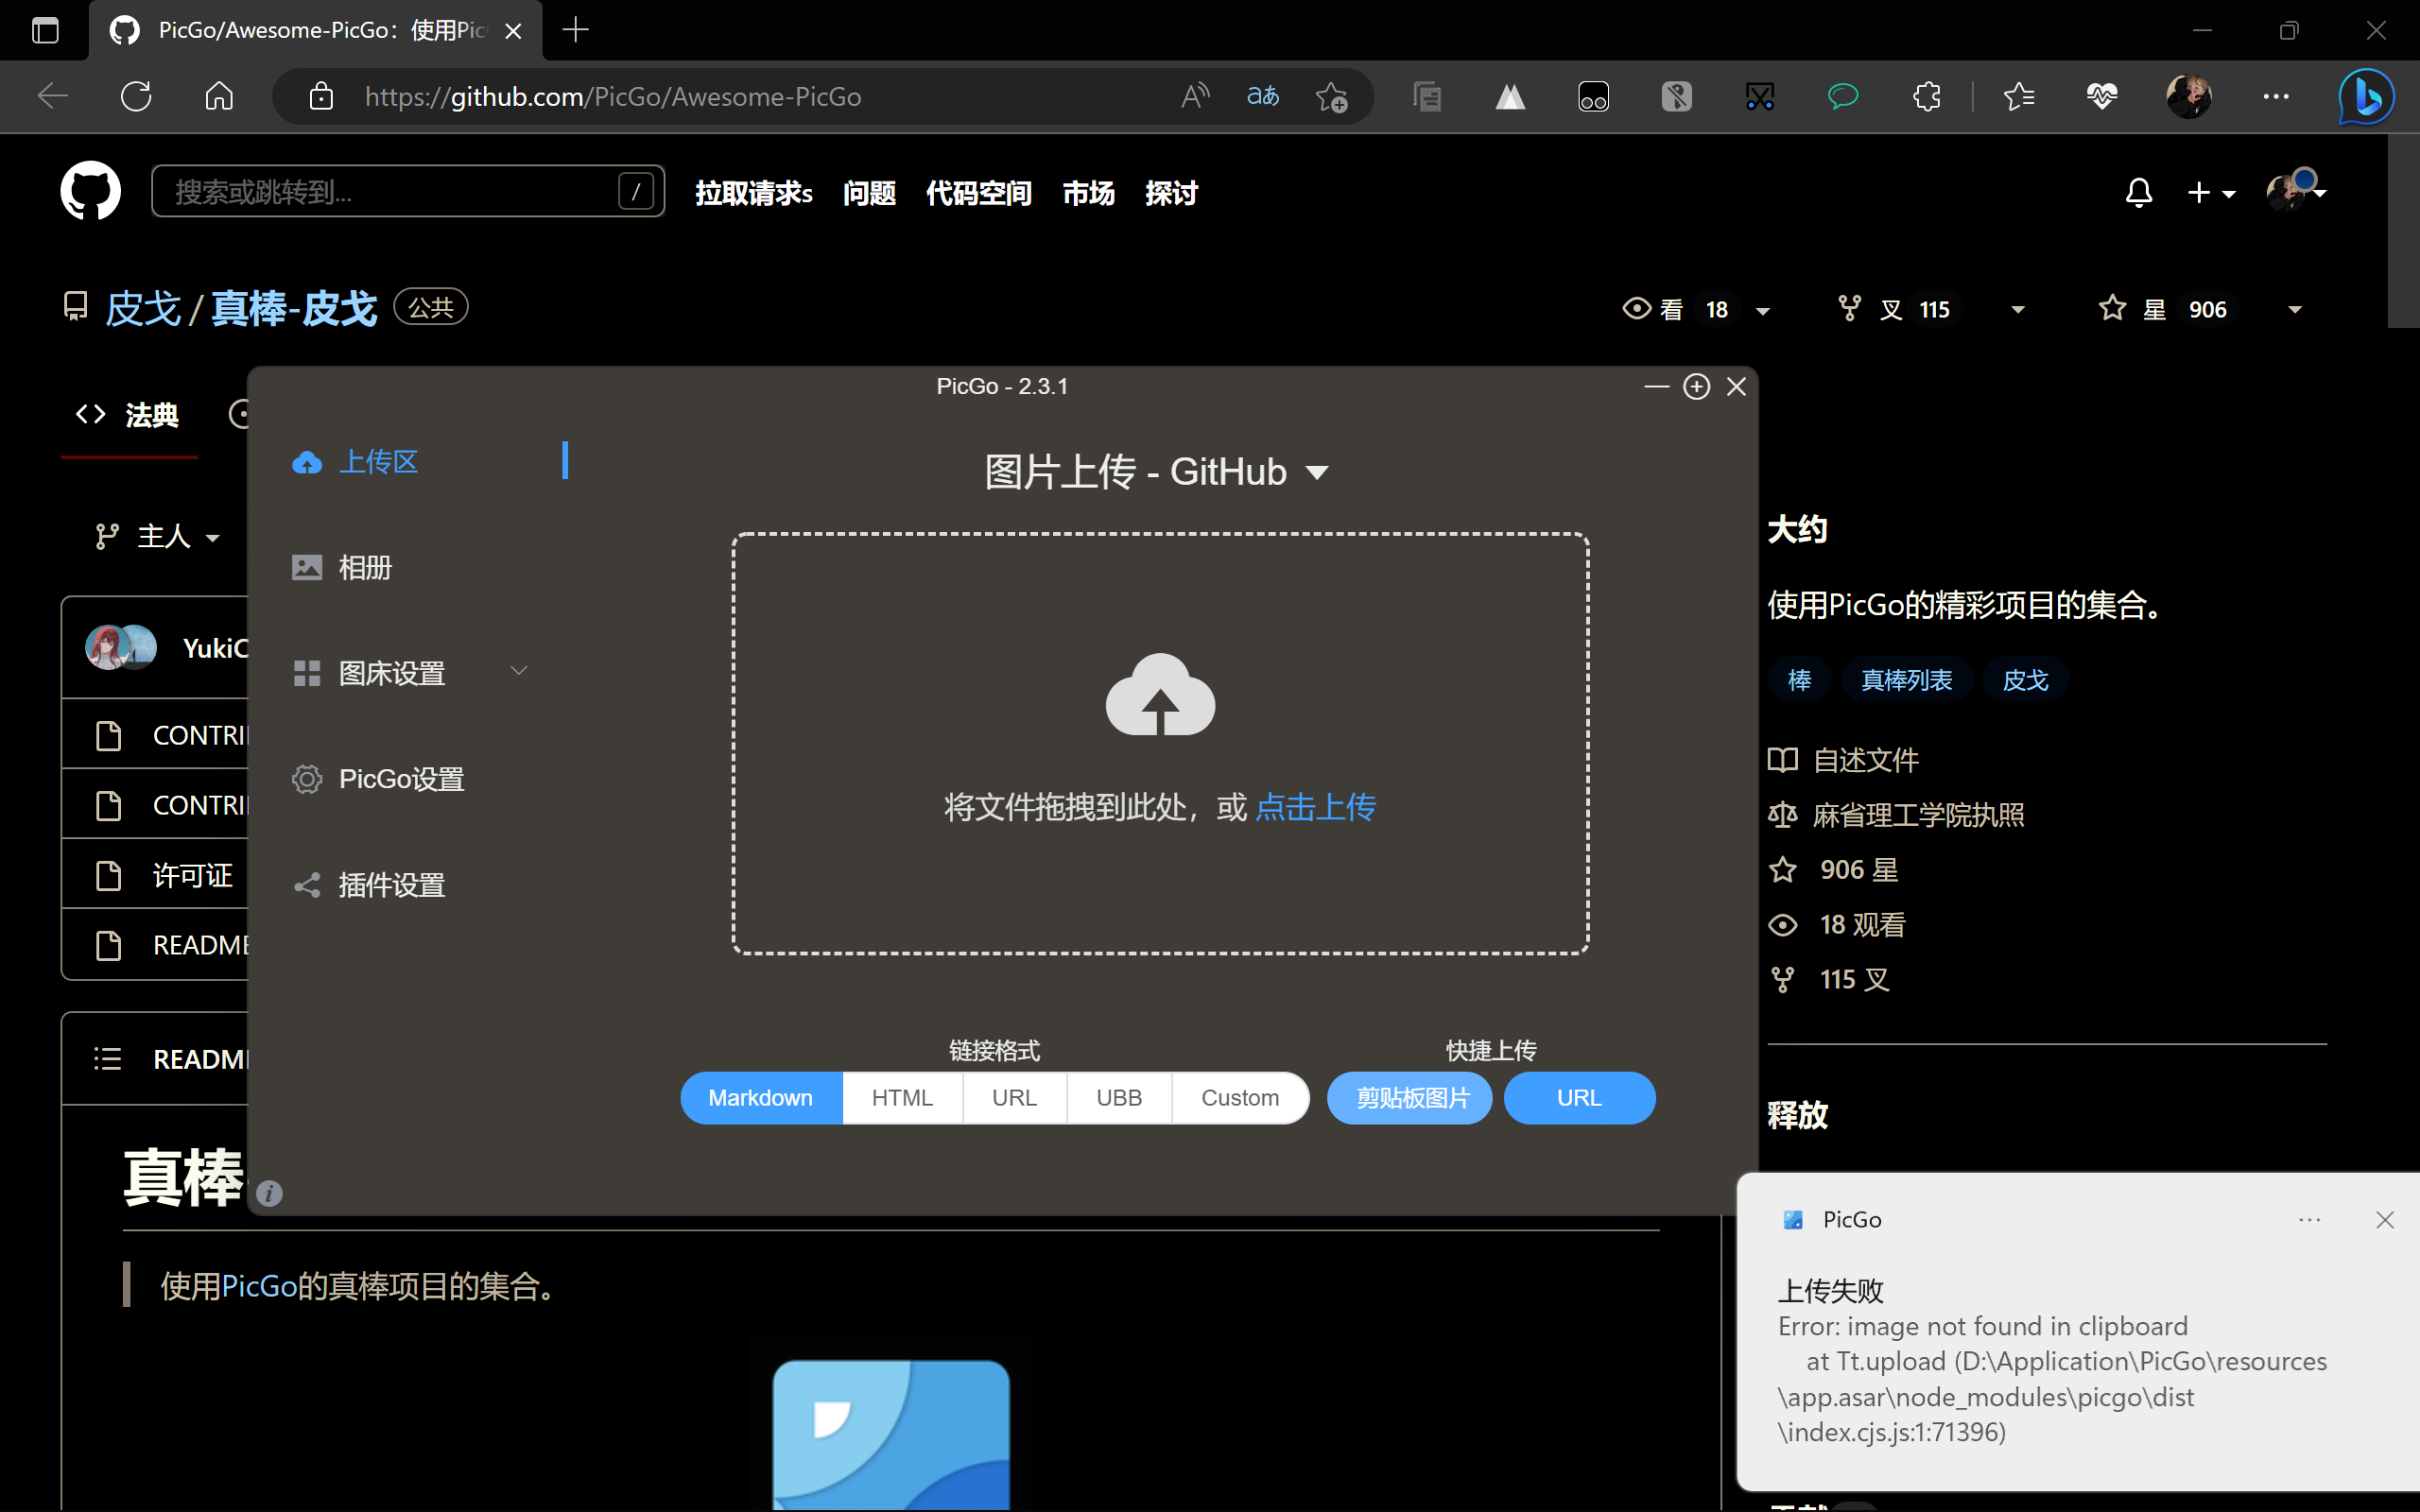 PicGo/Awesome-PicGo：使用Pic
https://github.com/PicGo/Awesome-PicGo
搜索或跳转到...
/
拉取请求s 问题 代码空间 市场 探讨
皮戈/真棒-皮戈 公共
看 18
叉 115
星 906
法典
主人
YukiC
CONTRI
CONTRI
许可证
README
READM
真棒
使用PicGo的真棒项目的集合。
PicGo - 2.3.1
上传区
相册
图床设置
PicGo设置
插件设置
图片上传 - GitHub
将文件拖拽到此处，或 点击上传
链接格式
快捷上传
Markdown HTML URL UBB Custom
剪贴板图片 URL
大约
使用PicGo的精彩项目的集合。
棒 真棒列表 皮戈
自述文件
麻省理工学院执照
906 星
18 观看
115 叉
释放
PicGo
上传失败
Error: image not found in clipboard
at Tt.upload (D:\Application\PicGo\resources
\app.asar\node_modules\picgo\dist
\index.cjs.js:1:71396)